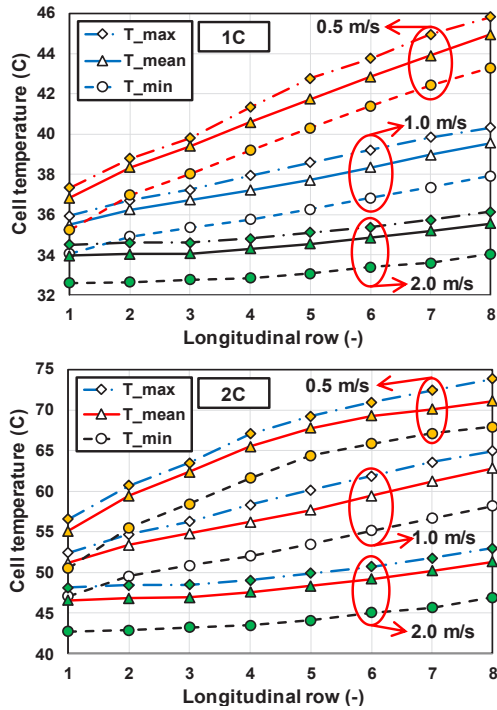 46
44
42
40
38
36
34
32
Cell temperature (C)
T_max
T_mean
T_min
1C
0.5 m/s
1.0 m/s
2.0 m/s
1 2 3 4 5 6 7 8
Longitudinal row (-)
75
70
65
60
55
50
45
40
Cell temperature (C)
T_max
T_mean
T_min
2C
0.5 m/s
1.0 m/s
2.0 m/s
1 2 3 4 5 6 7 8
Longitudinal row (-)